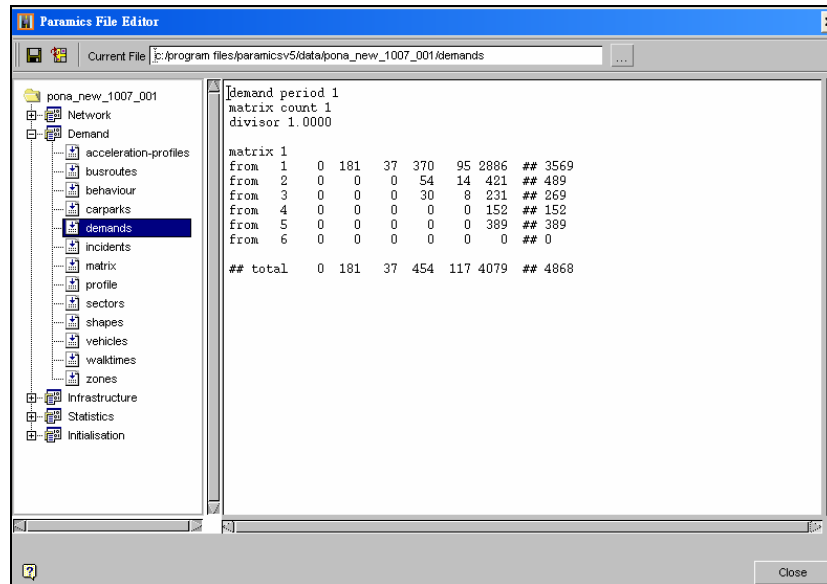 Paramics File Editor
Current File c:/program files/paramicsv5/data/pona_new_1007_001/demands ...
pona_new_1007_001
Network
Demand
acceleration-profiles
busroutes
behaviour
carparks
demands
incidents
matrix
profile
sectors
shapes
vehicles
walktimes
zones
Infrastructure
Statistics
Initialisation
demand period 1
matrix count 1
divisor 1.0000
matrix 1
from 1 0 181 37 370 95 2886 ## 3569
from 2 0 0 0 54 14 421 ## 489
from 3 0 0 0 30 8 231 ## 269
from 4 0 0 0 0 0 152 ## 152
from 5 0 0 0 0 0 389 ## 389
from 6 0 0 0 0 0 0 ## 0
## total 0 181 37 454 117 4079 ## 4868
Close